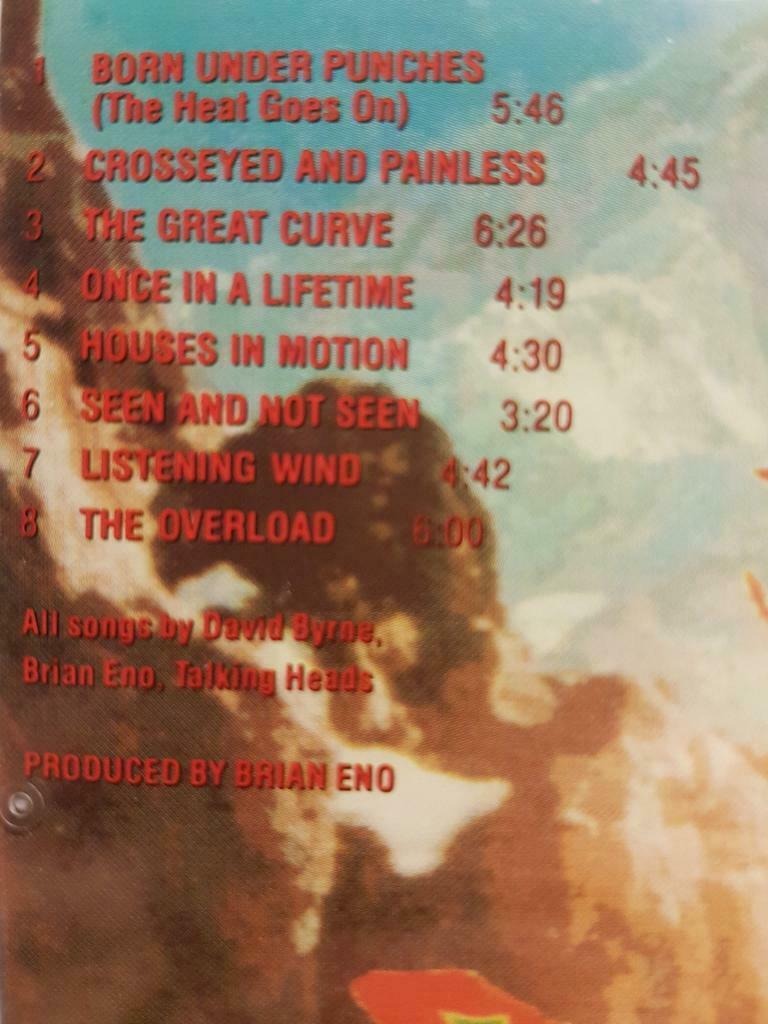 1 BORN UNDER PUNCHES
(The Heat Goes On) 5:46
2 CROSSEYED AND PAINLESS 4:45
3 THE GREAT CURVE 6:26
4 ONCE IN A LIFETIME 4:19
5 HOUSES IN MOTION 4:30
6 SEEN AND NOT SEEN 3:20
7 LISTENING WIND 4:42
8 THE OVERLOAD 6:00
All songs by David Byrne,
Brian Eno, Talking Heads
PRODUCED BY BRIAN ENO